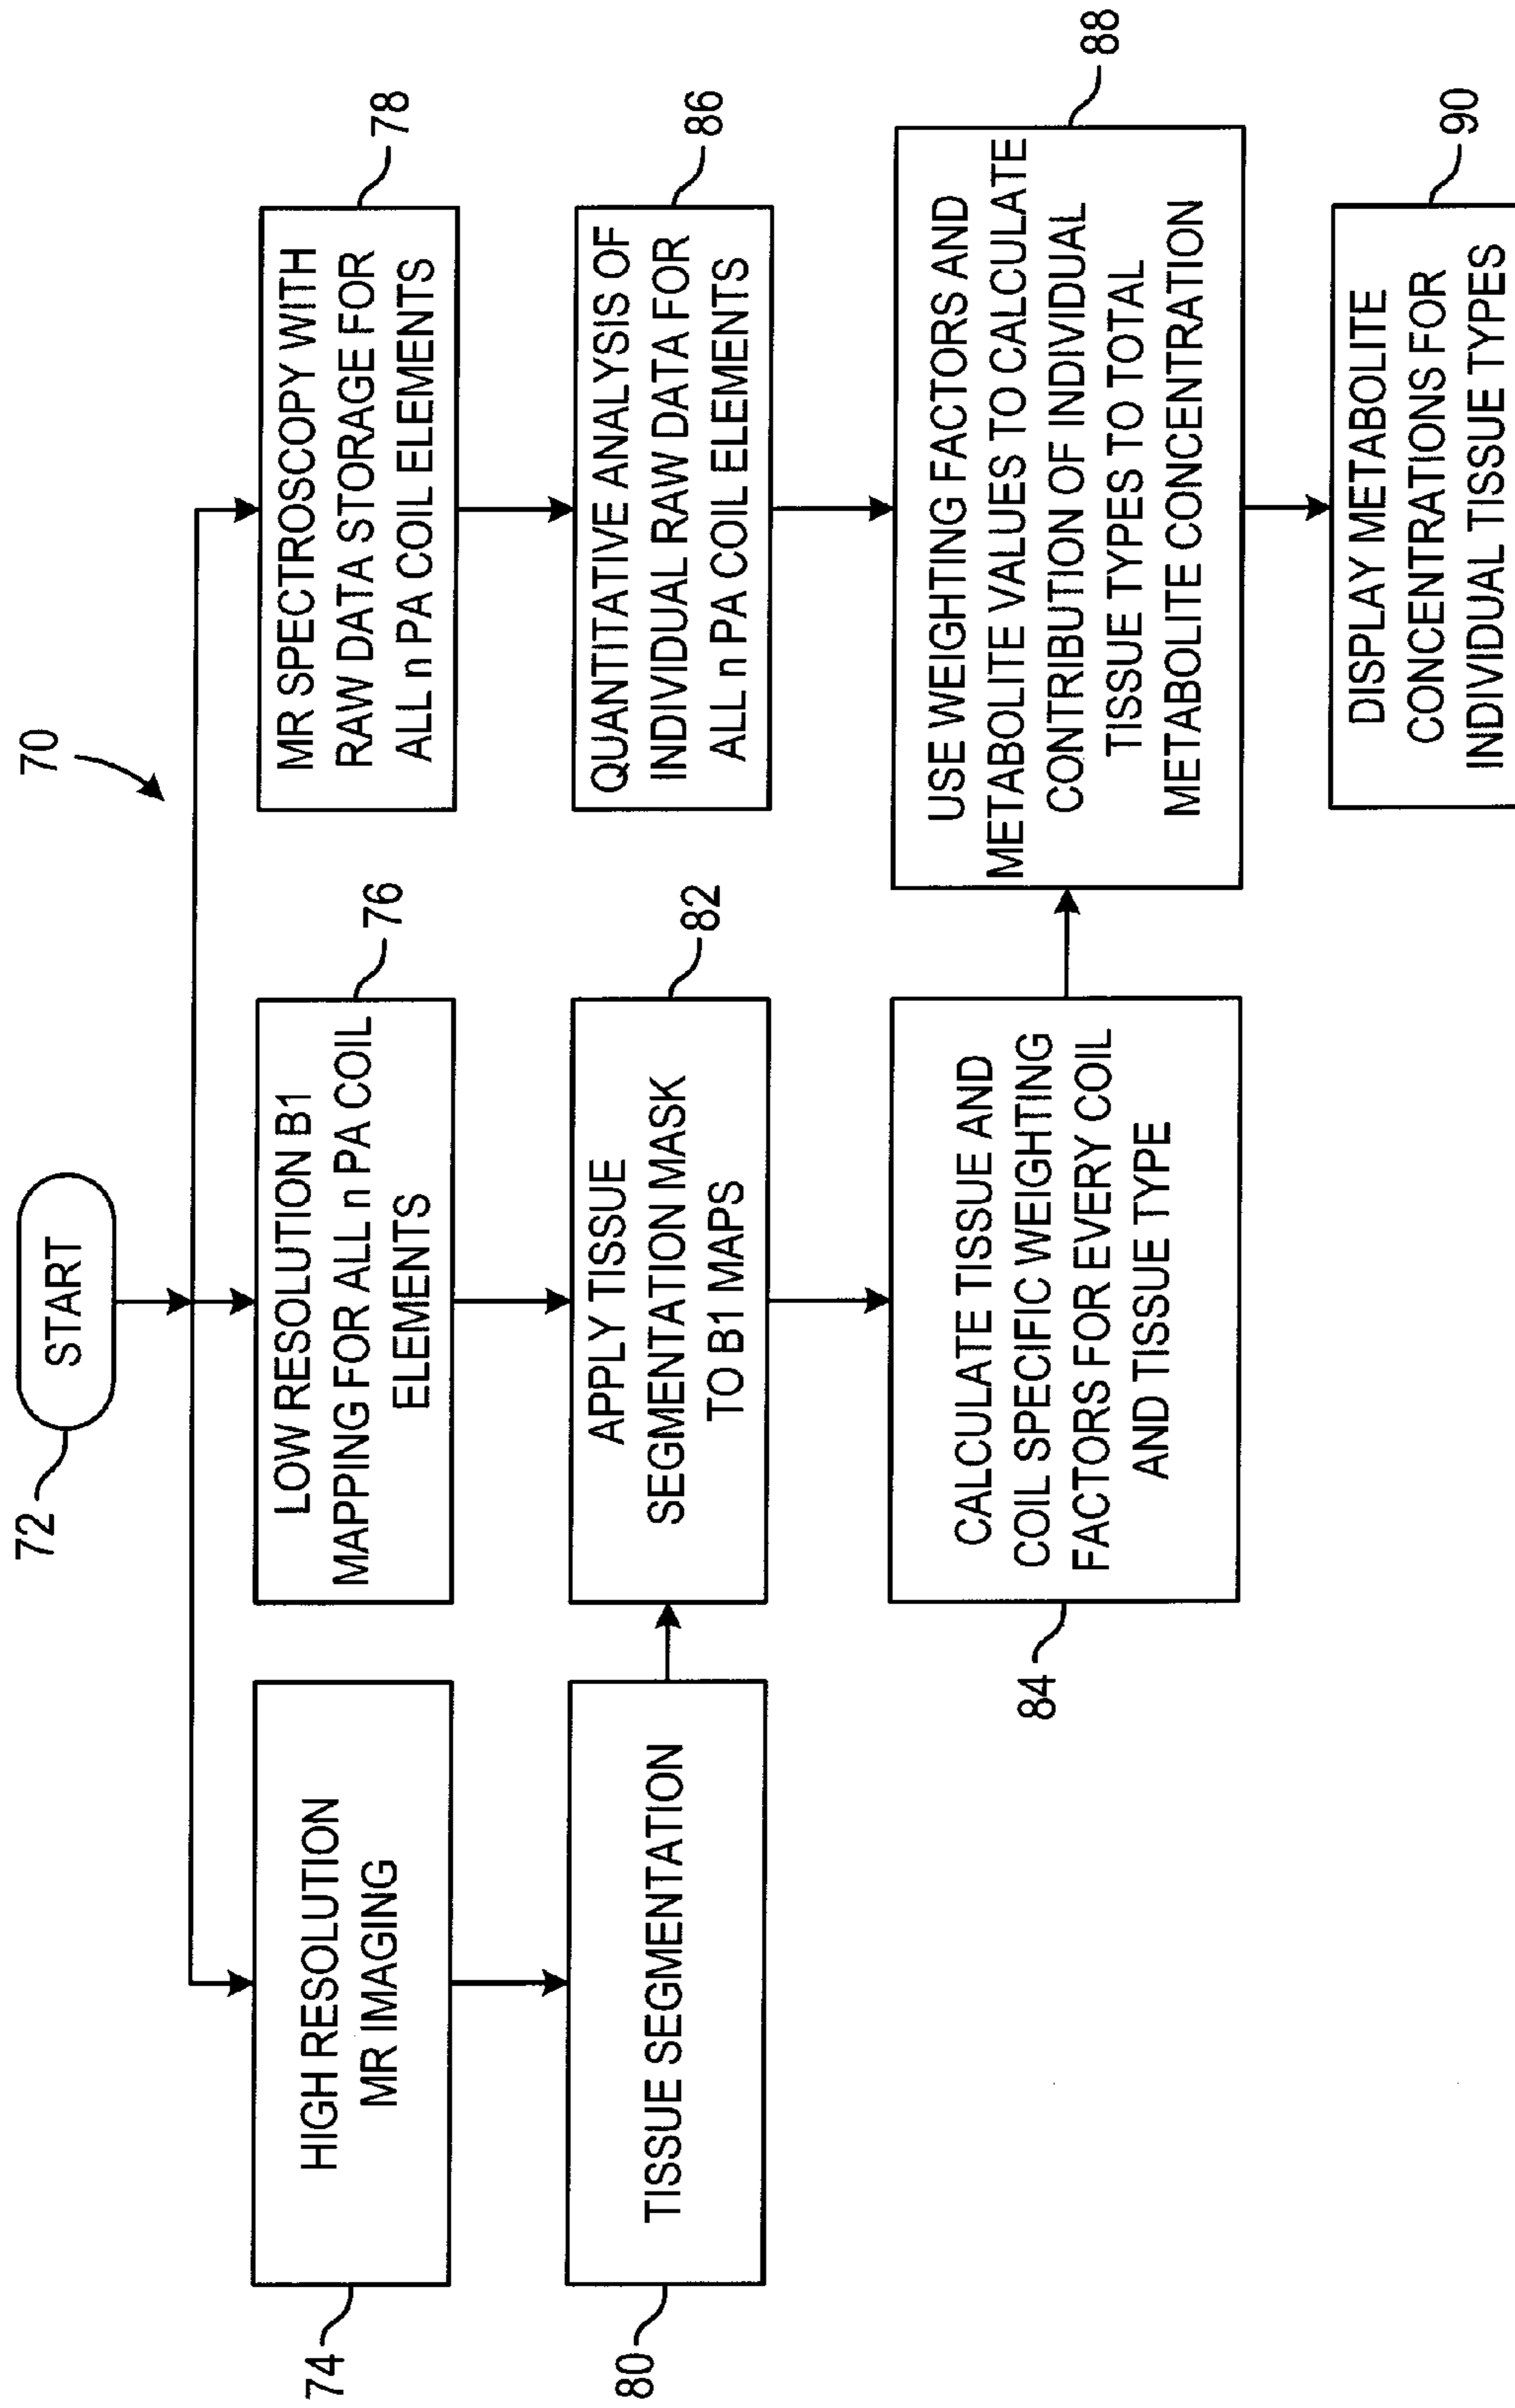 70
72
START
74
HIGH RESOLUTION
MR IMAGING
76
LOW RESOLUTION B1
MAPPING FOR ALL n PA COIL
ELEMENTS
78
MR SPECTROSCOPY WITH
RAW DATA STORAGE FOR
ALL n PA COIL ELEMENTS
80
TISSUE SEGMENTATION
82
APPLY TISSUE
SEGMENTATION MASK
TO B1 MAPS
86
QUANTITATIVE ANALYSIS OF
INDIVIDUAL RAW DATA FOR
ALL n PA COIL ELEMENTS
84
CALCULATE TISSUE AND
COIL SPECIFIC WEIGHTING
FACTORS FOR EVERY COIL
AND TISSUE TYPE
88
USE WEIGHTING FACTORS AND
METABOLITE VALUES TO CALCULATE
CONTRIBUTION OF INDIVIDUAL
TISSUE TYPES TO TOTAL
METABOLITE CONCENTRATION
90
DISPLAY METABOLITE
CONCENTRATIONS FOR
INDIVIDUAL TISSUE TYPES